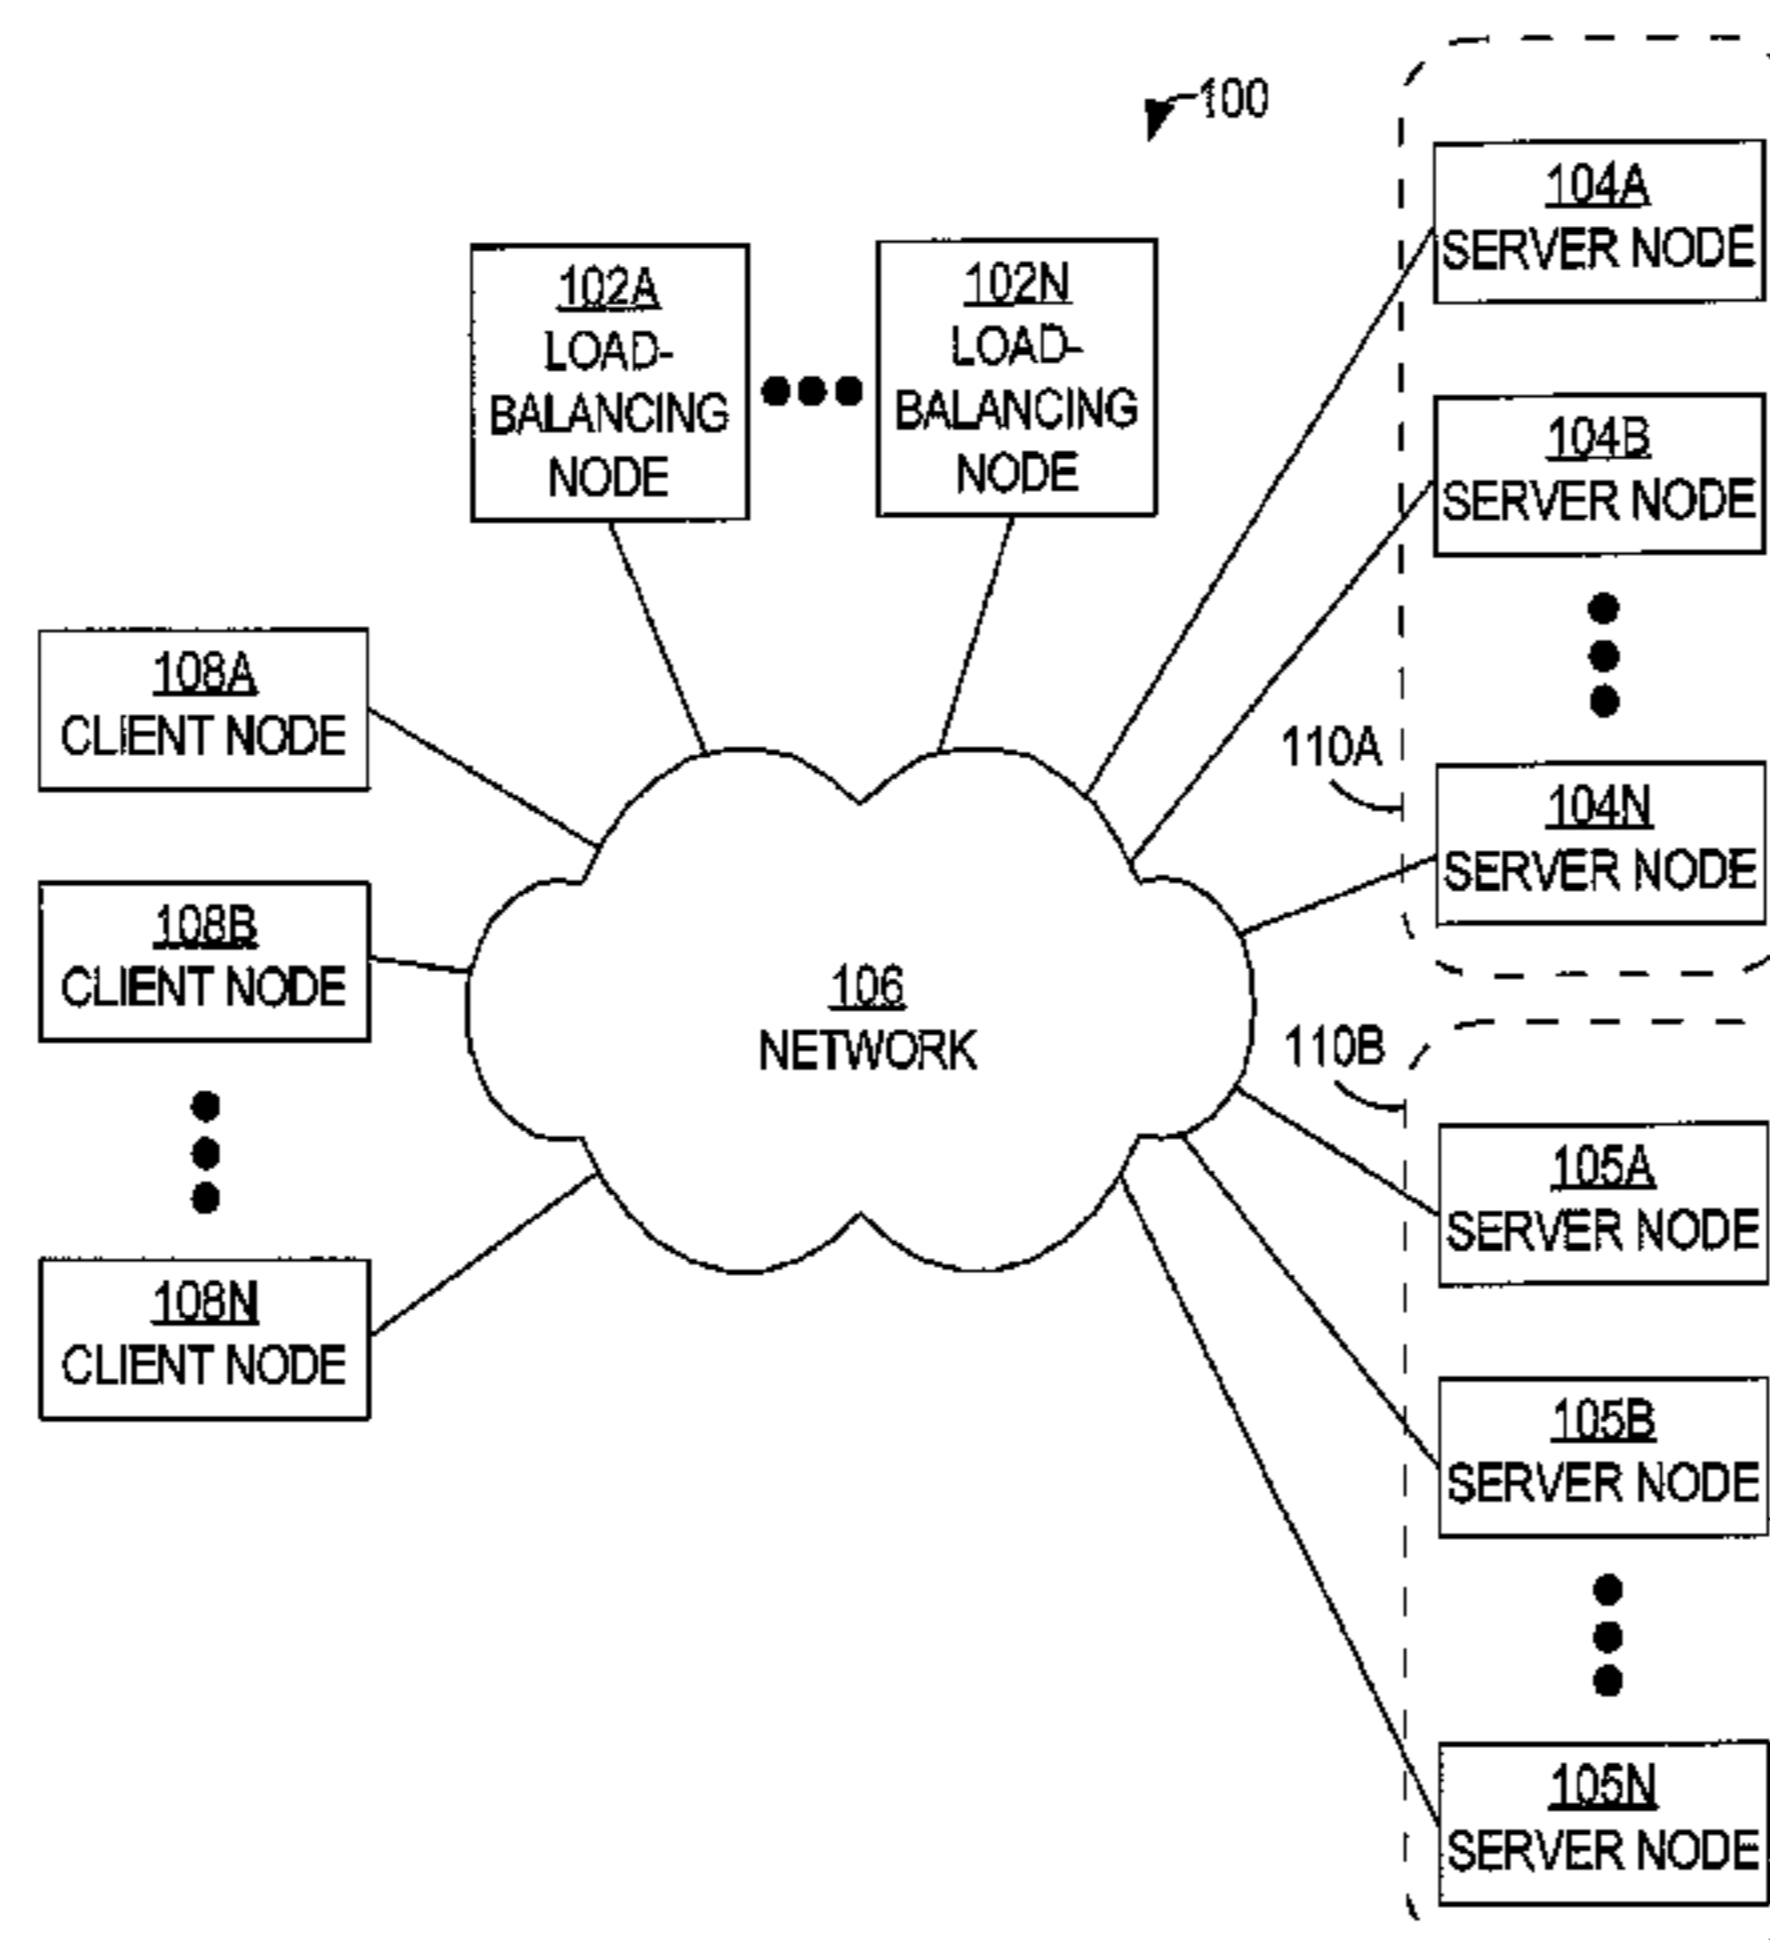 100
104A
SERVER NODE
102A
LOAD-
BALANCING
NODE
102N
LOAD-
BALANCING
NODE
104B
SERVER NODE
108A
CLIENT NODE
110A
104N
SERVER NODE
108B
CLIENT NODE
106
NETWORK
110B
105A
SERVER NODE
108N
CLIENT NODE
105B
SERVER NODE
105N
SERVER NODE